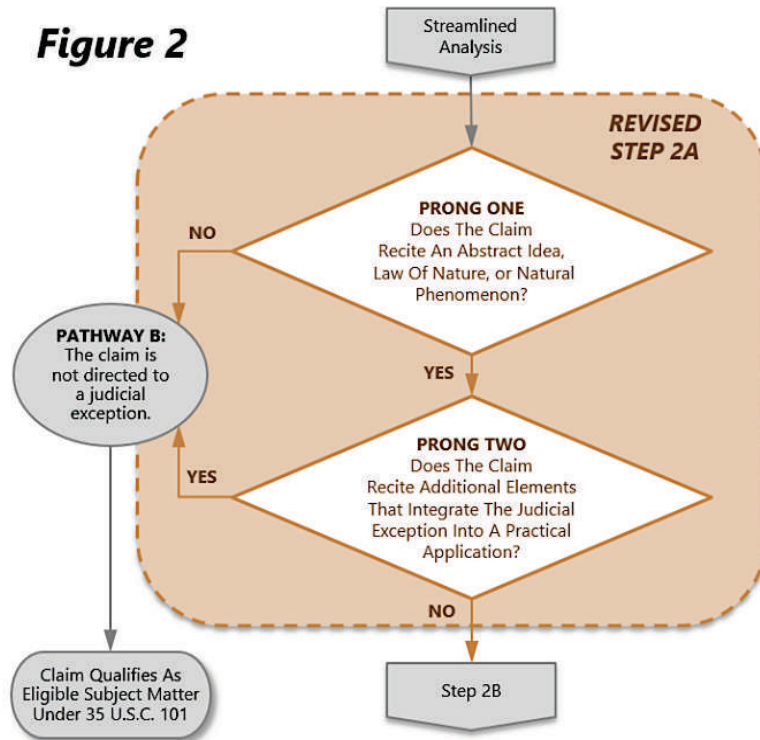 Figure 2
Streamlined
Analysis
REVISED
STEP 2A
PRONG ONE
Does The Claim
Recite An Abstract Idea,
Law Of Nature, or Natural
Phenomenon?
NO
YES
PATHWAY B:
The claim is
not directed to
a judicial
exception.
PRONG TWO
Does The Claim
Recite Additional Elements
That Integrate The Judicial
Exception Into A Practical
Application?
YES
NO
Claim Qualifies As
Eligible Subject Matter
Under 35 U.S.C. 101
Step 2B